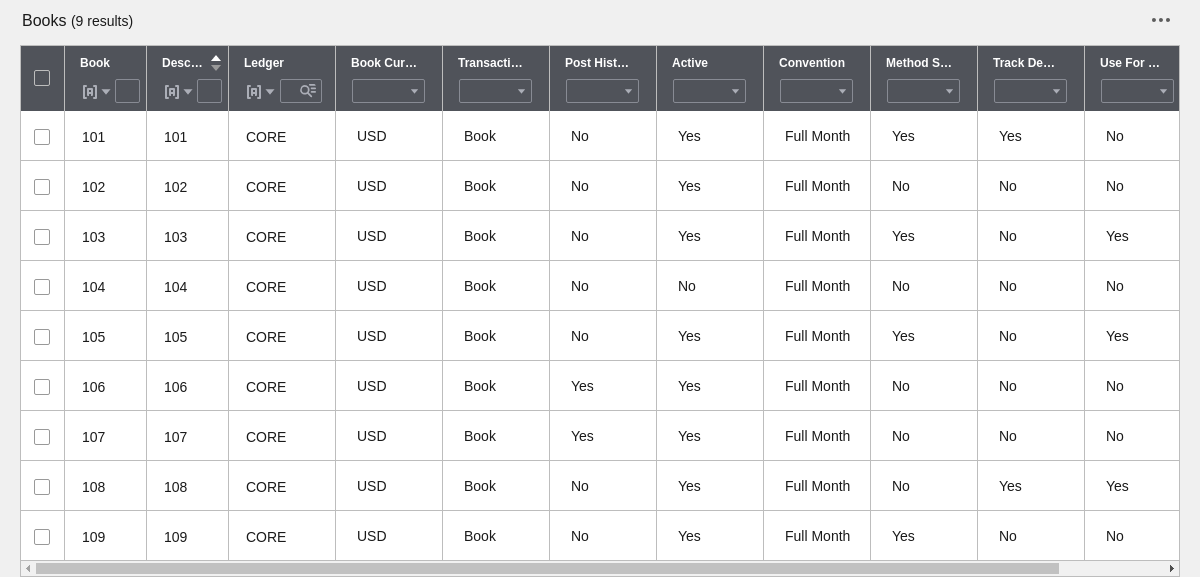 Books (9 results)
Book Desc… Ledger Book Cur… Transacti… Post Hist… Active Convention Method S… Track De… Use For …
101 101 CORE USD Book No Yes Full Month Yes Yes No
102 102 CORE USD Book No Yes Full Month No No No
103 103 CORE USD Book No Yes Full Month Yes No Yes
104 104 CORE USD Book No No Full Month No No No
105 105 CORE USD Book No Yes Full Month Yes No Yes
106 106 CORE USD Book Yes Yes Full Month No No No
107 107 CORE USD Book Yes Yes Full Month No No No
108 108 CORE USD Book No Yes Full Month No Yes Yes
109 109 CORE USD Book No Yes Full Month Yes No No